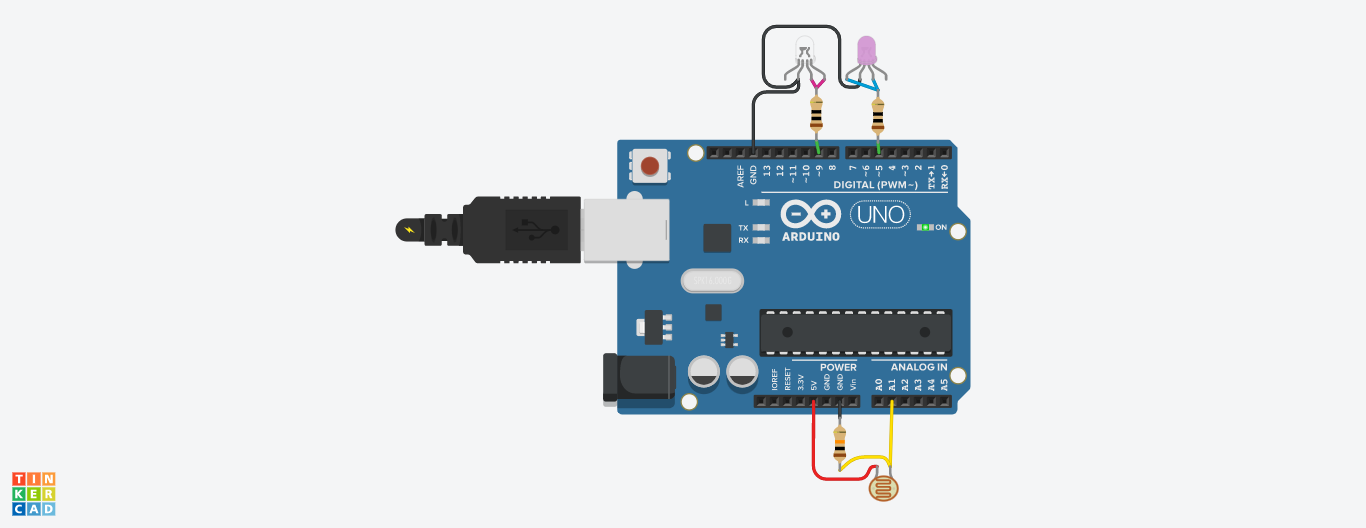 AREF
GND
13
12
~11
~10
~9
8
7
~6
~5
4
~3
2
TX→1
RX←0
DIGITAL (PWM~)
L
TX
RX
ARDUINO
UNO
ON
POWER
ANALOG IN
IOREF
RESET
3.3V
5V
GND
GND
Vin
A0
A1
A2
A3
A4
A5
TIN
KER
CAD